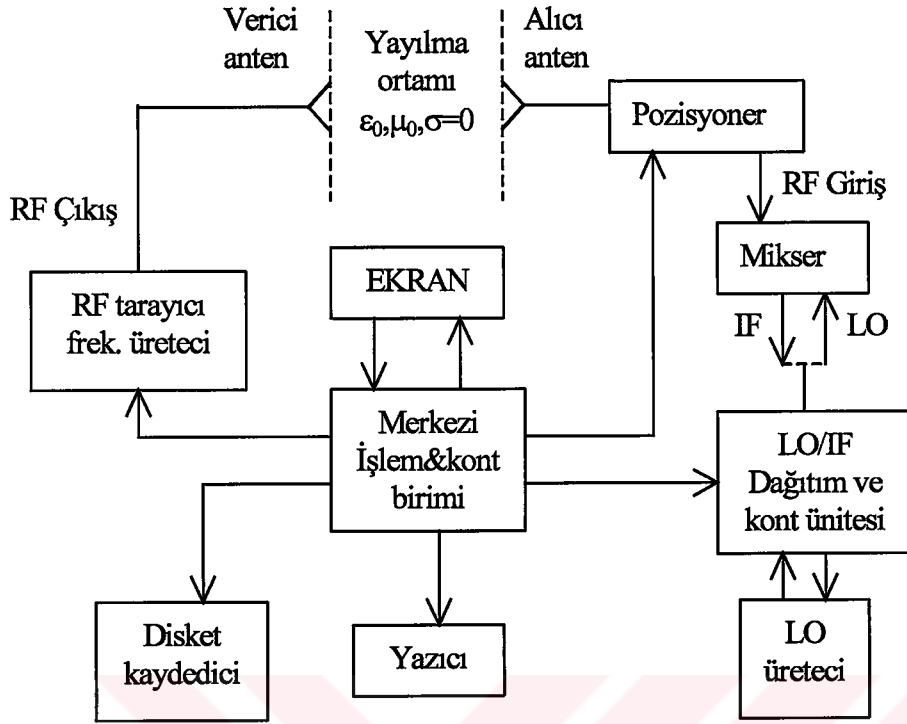 Verici
anten
Yayılma
ortamı
ε₀,μ₀,σ=0
Alıcı
anten
Pozisyoner
RF Çıkış
RF Giriş
EKRAN
Mikser
RF tarayıcı
frek. üreteci
IF
LO
Merkezi
İşlem&kont
birimi
LO/IF
Dağıtım ve
kont ünitesi
Disket
kaydedici
Yazıcı
LO
üreteci